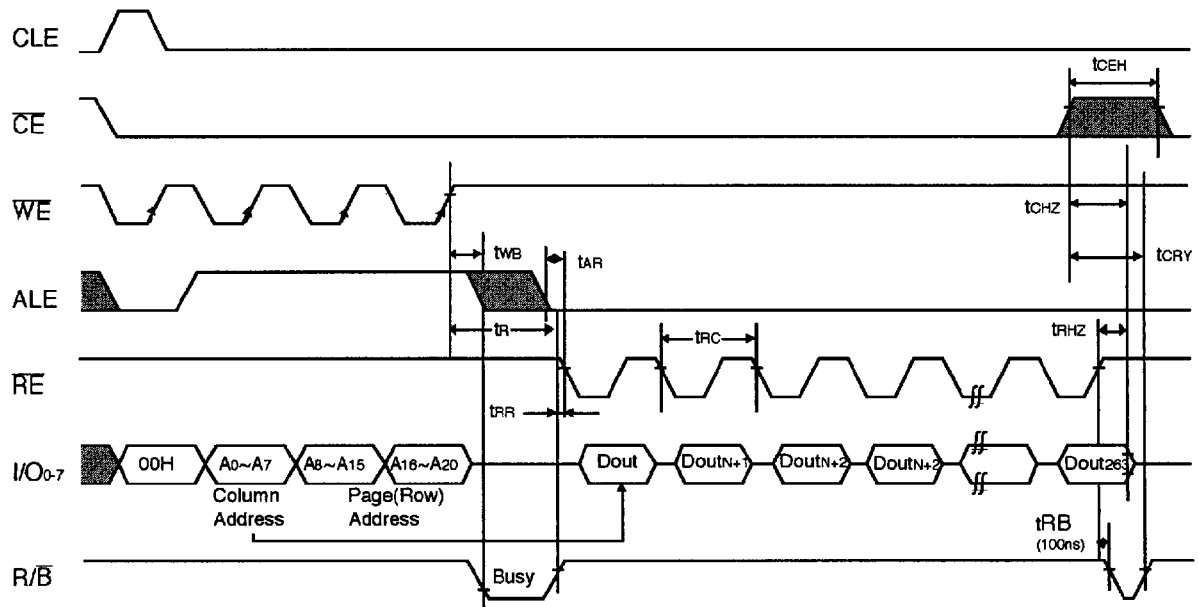 CLE
tCEH
CE
WE
tCHZ
tWB
tAR
tCRY
ALE
tR
tRC
tRHZ
RE
tRR
I/O0-7
00H
A0~A7
A8~A15
A16~A20
Dout
DoutN+1
DoutN+2
DoutN+2
Dout263
Column
Address
Page(Row)
Address
tRB
(100ns)
R/B
Busy